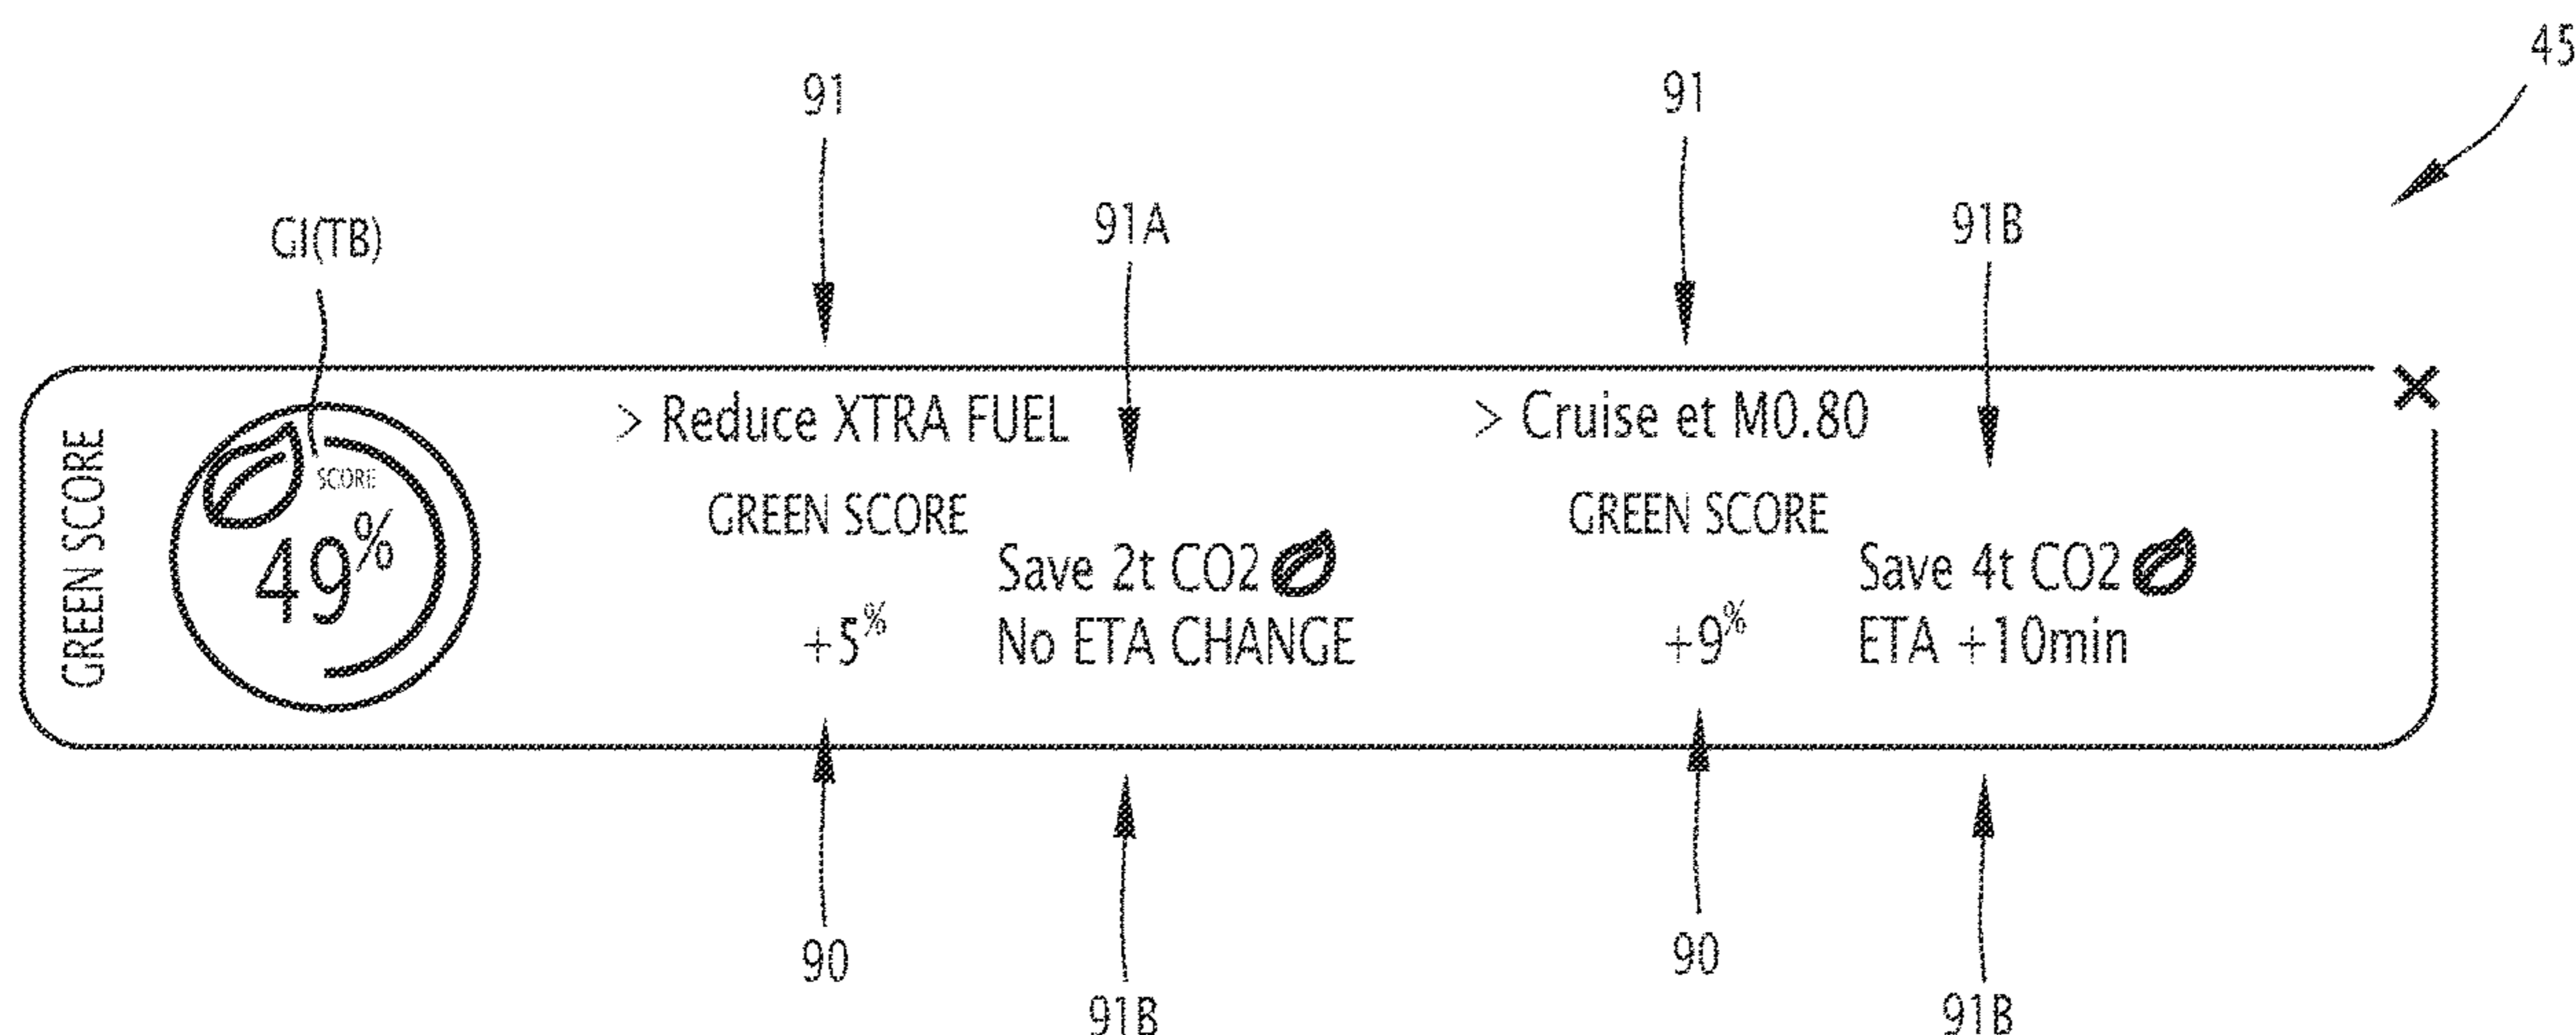 45
91
91
91A
91B
GI(TB)
GREEN SCORE
SCORE
49%
> Reduce XTRA FUEL
GREEN SCORE
+5%
Save 2t CO2
No ETA CHANGE
> Cruise et M0.80
GREEN SCORE
+9%
Save 4t CO2
ETA +10min
×
90
90
91B
91B